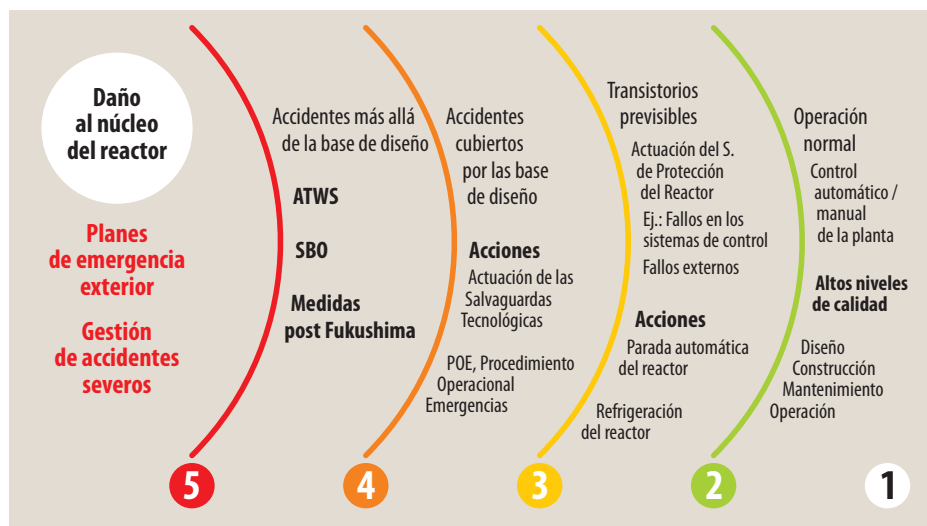 Daño
al núcleo
del reactor
Planes
de emergencia
exterior
Gestión
de accidentes
severos
5
Accidentes más allá
de la base de diseño
ATWS
SBO
Medidas
post Fukushima
4
Accidentes
cubiertos
por las base
de diseño
Acciones
Actuación de las
Salvaguardas
Tecnológicas
POE, Procedimiento
Operacional
Emergencias
3
Transistorios
previsibles
Actuación del S.
de Protección
del Reactor
Ej.: Fallos en los
sistemas de control
Fallos externos
Acciones
Parada automática
del reactor
Refrigeración
del reactor
2
Operación
normal
Control
automático /
manual
de la planta
Altos niveles
de calidad
Diseño
Construcción
Mantenimiento
Operación
1